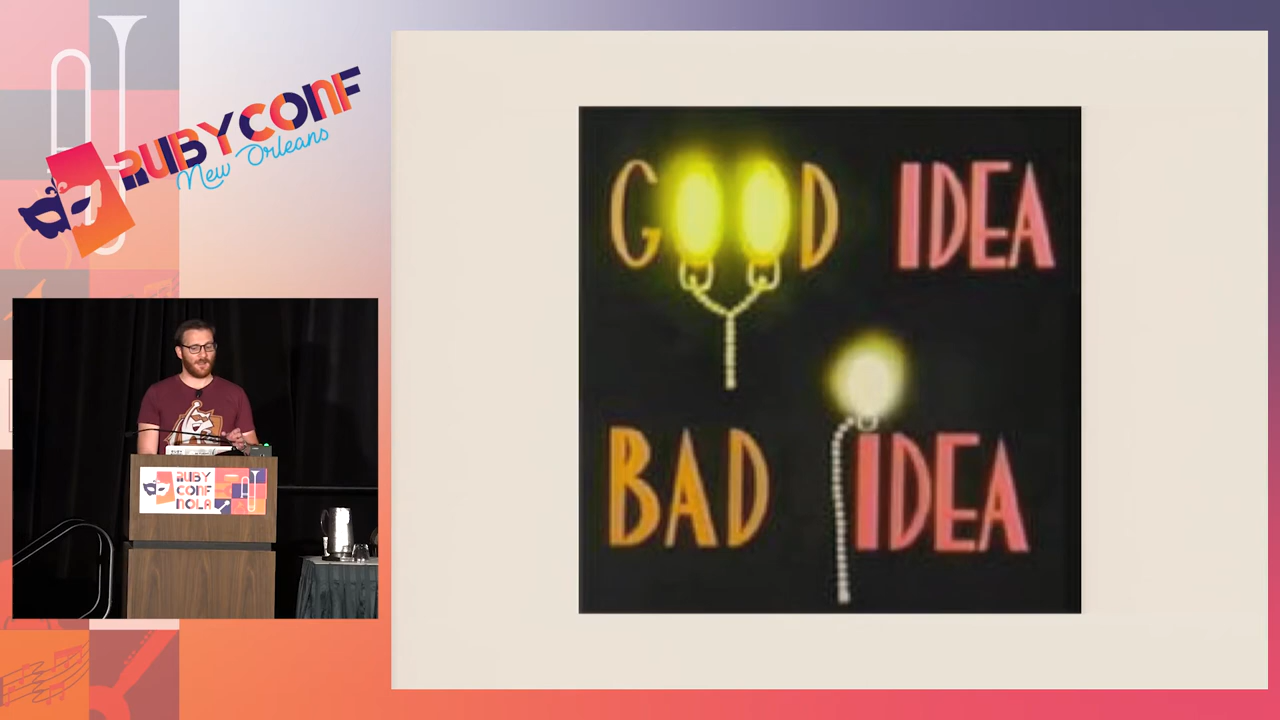 RUBYCONF
New Orleans
GOOD IDEA
BAD IDEA
RUBY
CONF
NOLA